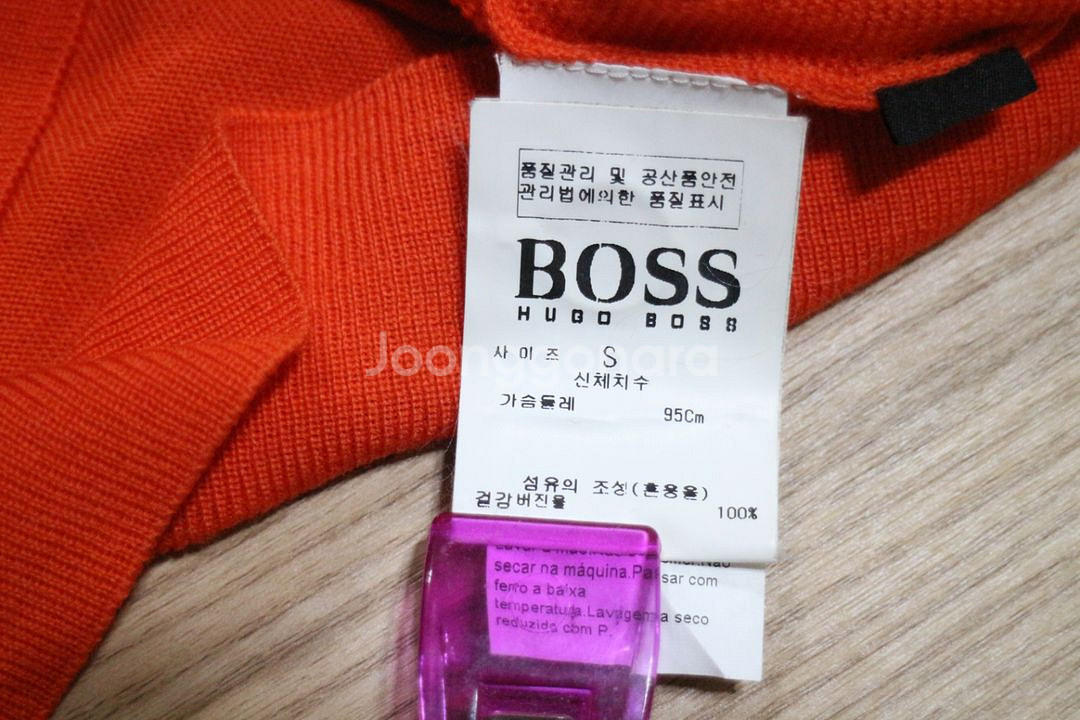 품질관리 및 공산품안전
관리법에의한 품질표시
BOSS
HUGO BOSS
사이즈 S
신체치수
가슴둘레 95Cm
섬유의 조성(혼용율)
겉감버진울 100%
secar na máquina.Passar com
ferro a baixa
temperatura.Lavagem a seco
reduzida com P.
Joonggonara